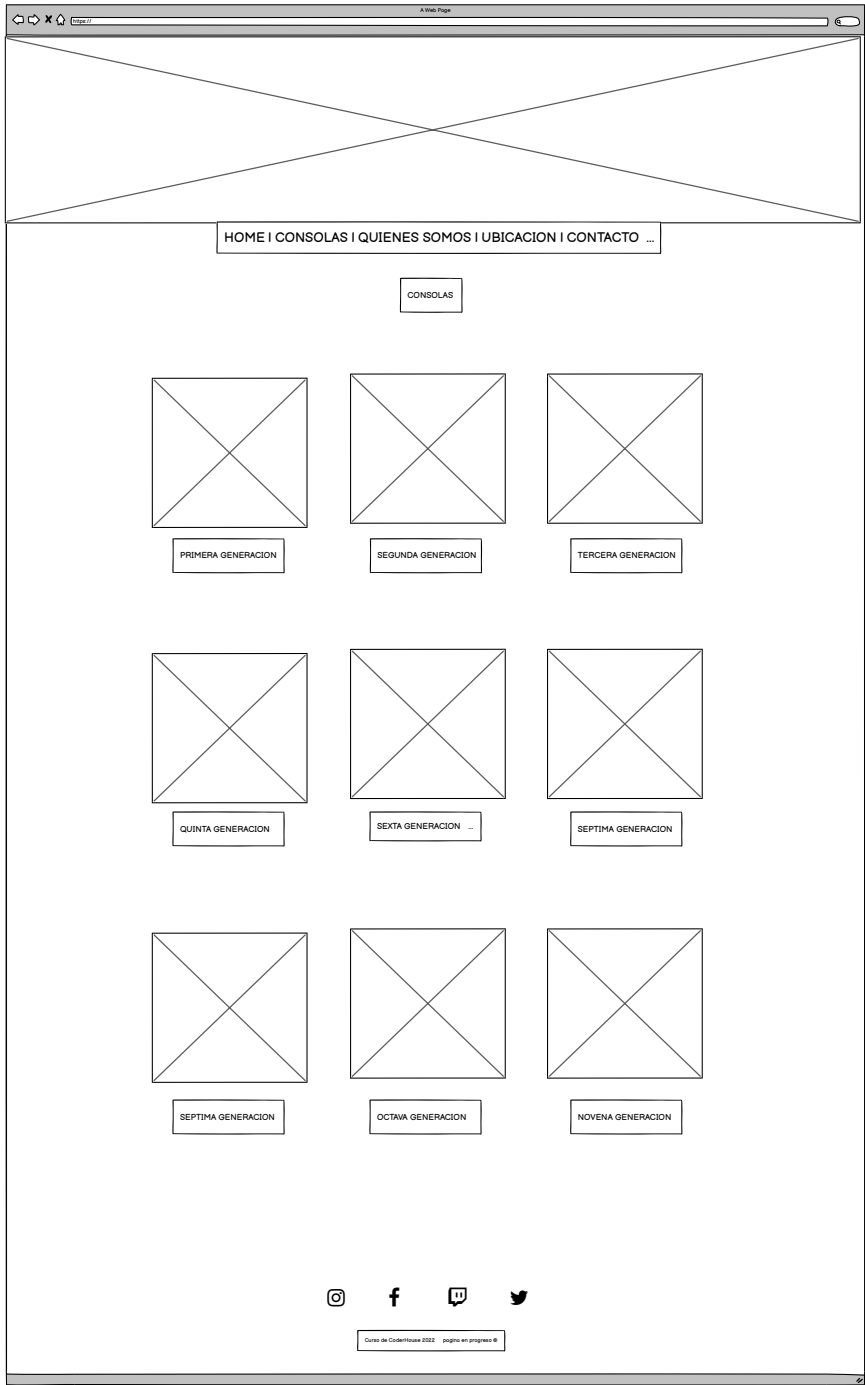 A Web Page
https://
HOME | CONSOLAS | QUIENES SOMOS | UBICACION | CONTACTO ...
CONSOLAS
PRIMERA GENERACION
SEGUNDA GENERACION
TERCERA GENERACION
QUINTA GENERACION
SEXTA GENERACION ...
SEPTIMA GENERACION
SEPTIMA GENERACION
OCTAVA GENERACION
NOVENA GENERACION
Curso de CoderHouse 2022 pagina en progreso ©